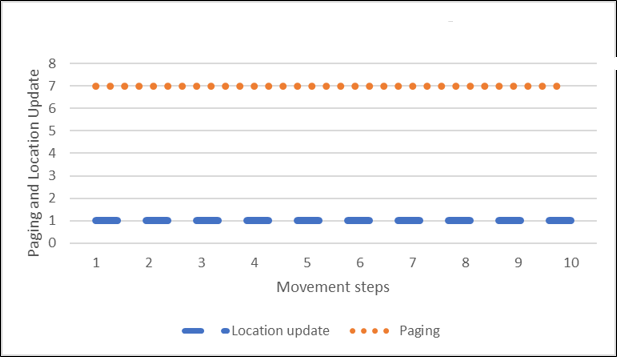 Paging and Location Update
8
7
6
5
4
3
2
1
0
1 2 3 4 5 6 7 8 9 10
Movement steps
Location update Paging